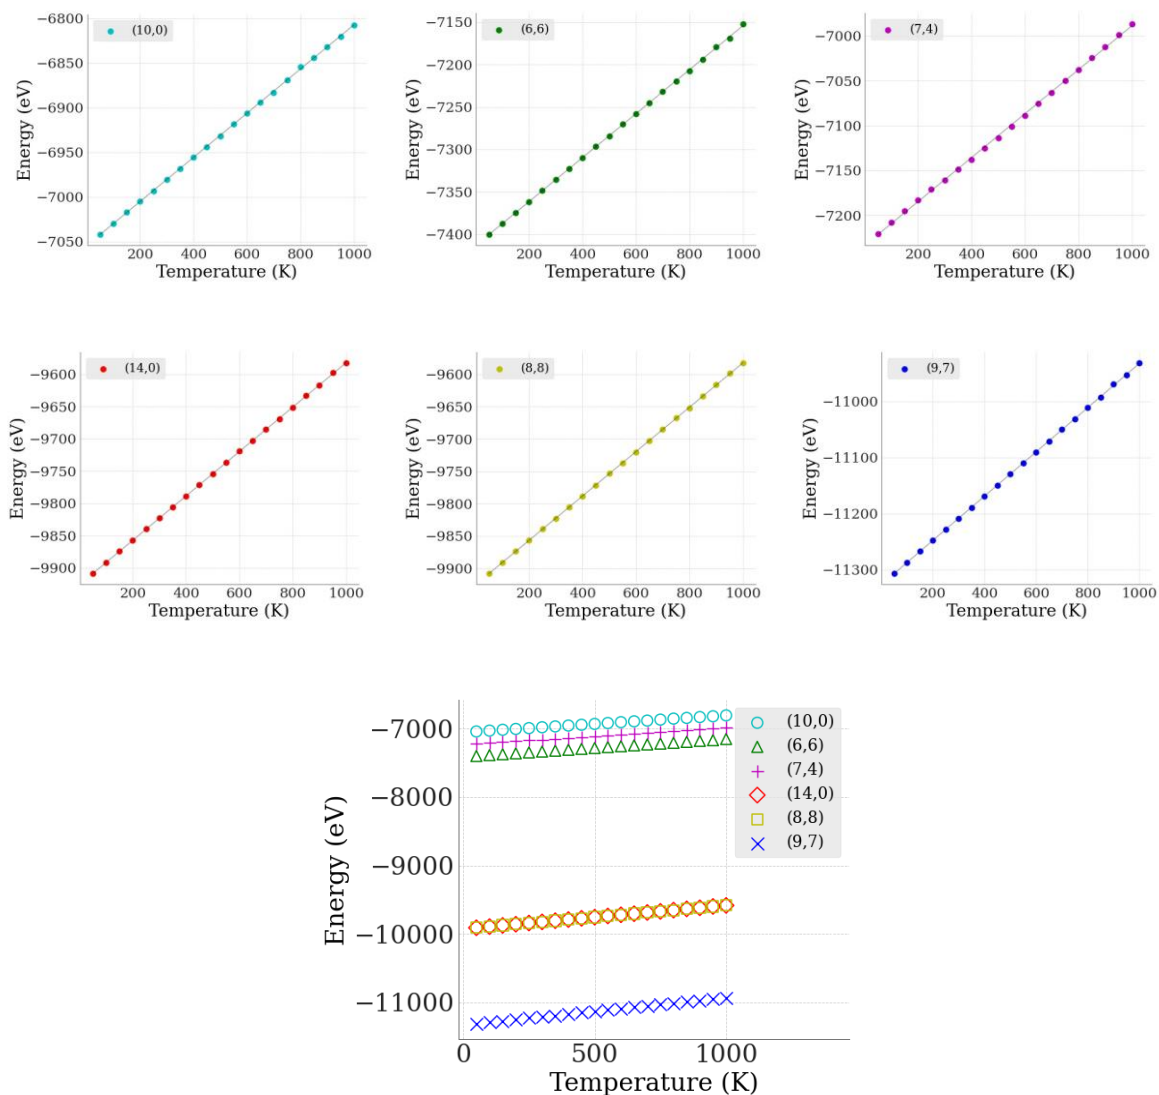 (10,0)
Energy (eV)
−6800
−6850
−6900
−6950
−7000
−7050
200 400 600 800 1000
Temperature (K)
(6,6)
Energy (eV)
−7150
−7200
−7250
−7300
−7350
−7400
200 400 600 800 1000
Temperature (K)
(7,4)
Energy (eV)
−7000
−7050
−7100
−7150
−7200
200 400 600 800 1000
Temperature (K)
(14,0)
Energy (eV)
−9600
−9650
−9700
−9750
−9800
−9850
−9900
200 400 600 800 1000
Temperature (K)
(8,8)
Energy (eV)
−9600
−9650
−9700
−9750
−9800
−9850
−9900
200 400 600 800 1000
Temperature (K)
(9,7)
Energy (eV)
−11000
−11100
−11200
−11300
200 400 600 800 1000
Temperature (K)
Energy (eV)
−7000
−8000
−9000
−10000
−11000
(10,0)
(6,6)
(7,4)
(14,0)
(8,8)
(9,7)
0 500 1000
Temperature (K)